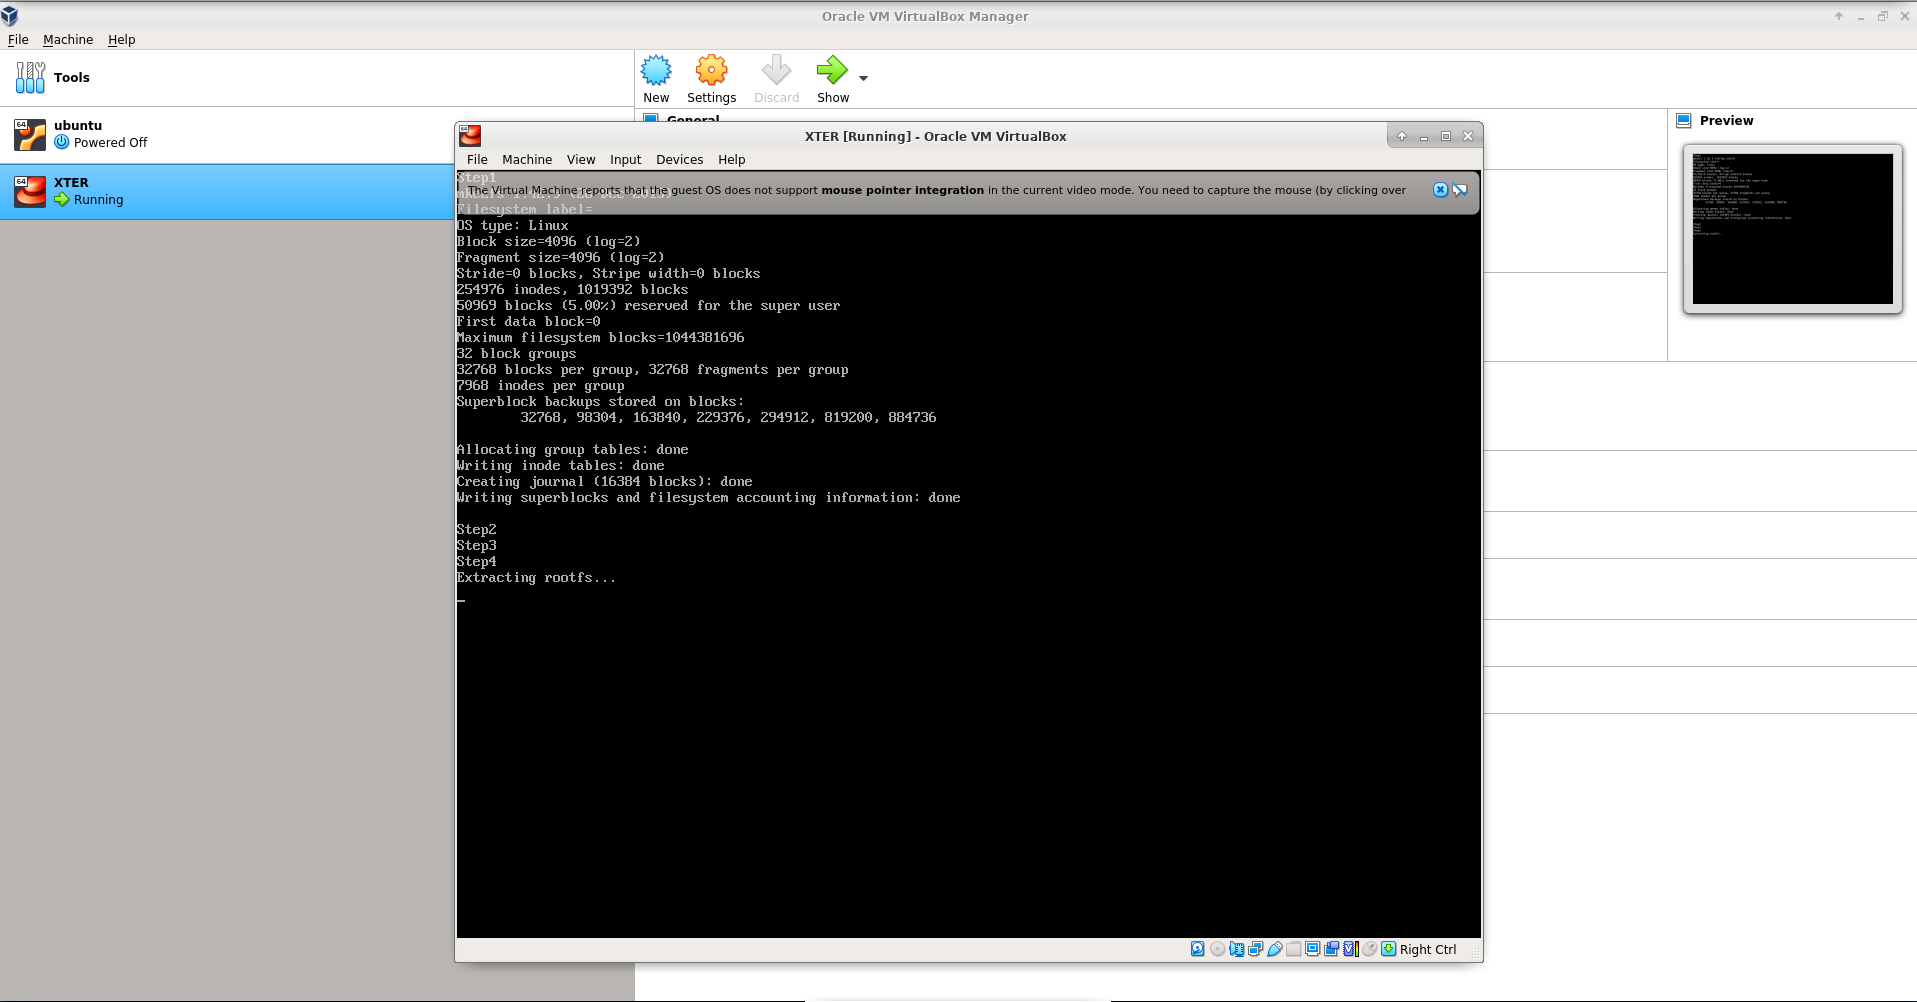 Oracle VM VirtualBox Manager
File Machine Help
Tools
New Settings Discard Show
64 ubuntu
Powered Off
64 XTER
Running
General
Preview
64 XTER [Running] - Oracle VM VirtualBox
File Machine View Input Devices Help
Step1
The Virtual Machine reports that the guest OS does not support mouse pointer integration in the current video mode. You need to capture the mouse (by clicking over
Filesystem label=
OS type: Linux
Block size=4096 (log=2)
Fragment size=4096 (log=2)
Stride=0 blocks, Stripe width=0 blocks
254976 inodes, 1019392 blocks
50969 blocks (5.00%) reserved for the super user
First data block=0
Maximum filesystem blocks=1044381696
32 block groups
32768 blocks per group, 32768 fragments per group
7968 inodes per group
Superblock backups stored on blocks:
32768, 98304, 163840, 229376, 294912, 819200, 884736
Allocating group tables: done
Writing inode tables: done
Creating journal (16384 blocks): done
Writing superblocks and filesystem accounting information: done
Step2
Step3
Step4
Extracting rootfs...
_
Right Ctrl